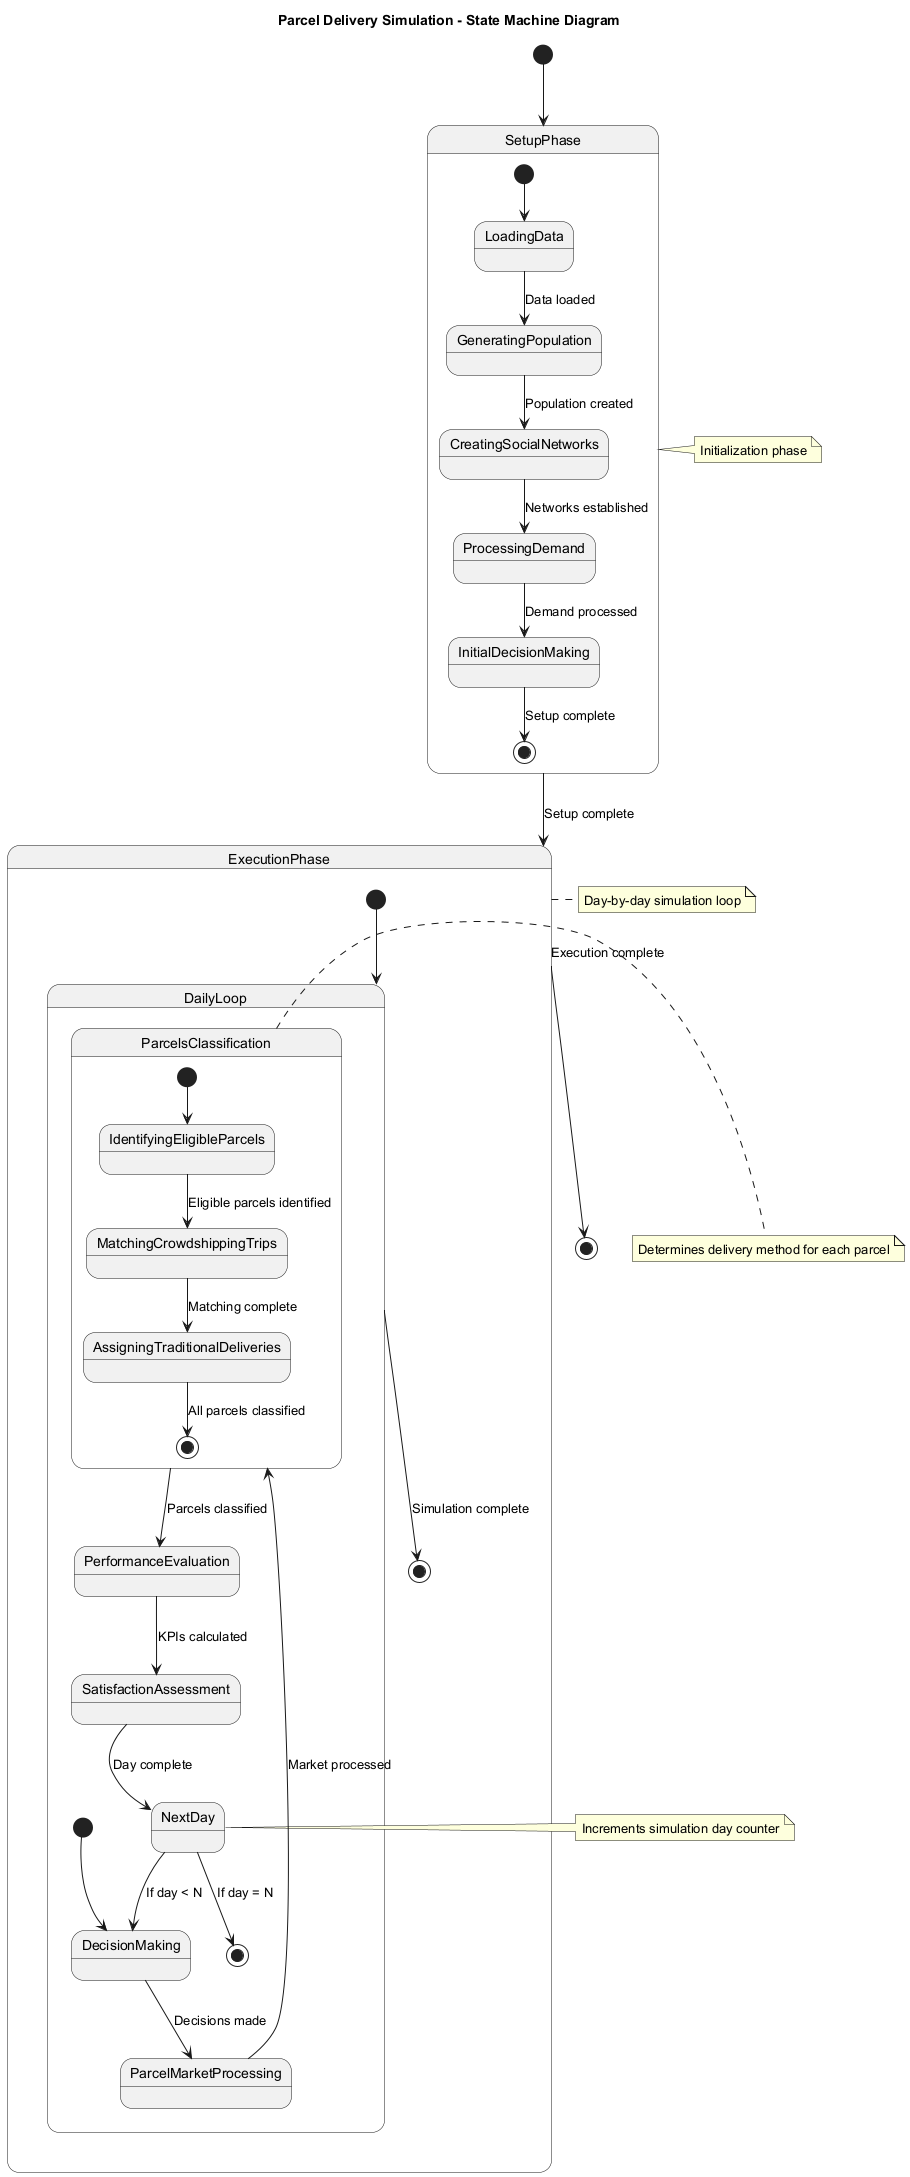 Parcel Delivery Simulation - State Machine Diagram
SetupPhase
LoadingData
Data loaded
GeneratingPopulation
Population created
CreatingSocialNetworks
Initialization phase
Networks established
ProcessingDemand
Demand processed
InitialDecisionMaking
Setup complete
Setup complete
ExecutionPhase
Day-by-day simulation loop
Execution complete
DailyLoop
ParcelsClassification
IdentifyingEligibleParcels
Eligible parcels identified
MatchingCrowdshippingTrips
Determines delivery method for each parcel
Matching complete
AssigningTraditionalDeliveries
All parcels classified
Parcels classified
Simulation complete
PerformanceEvaluation
KPIs calculated
SatisfactionAssessment
Day complete
Market processed
NextDay
Increments simulation day counter
If day < N
If day = N
DecisionMaking
Decisions made
ParcelMarketProcessing